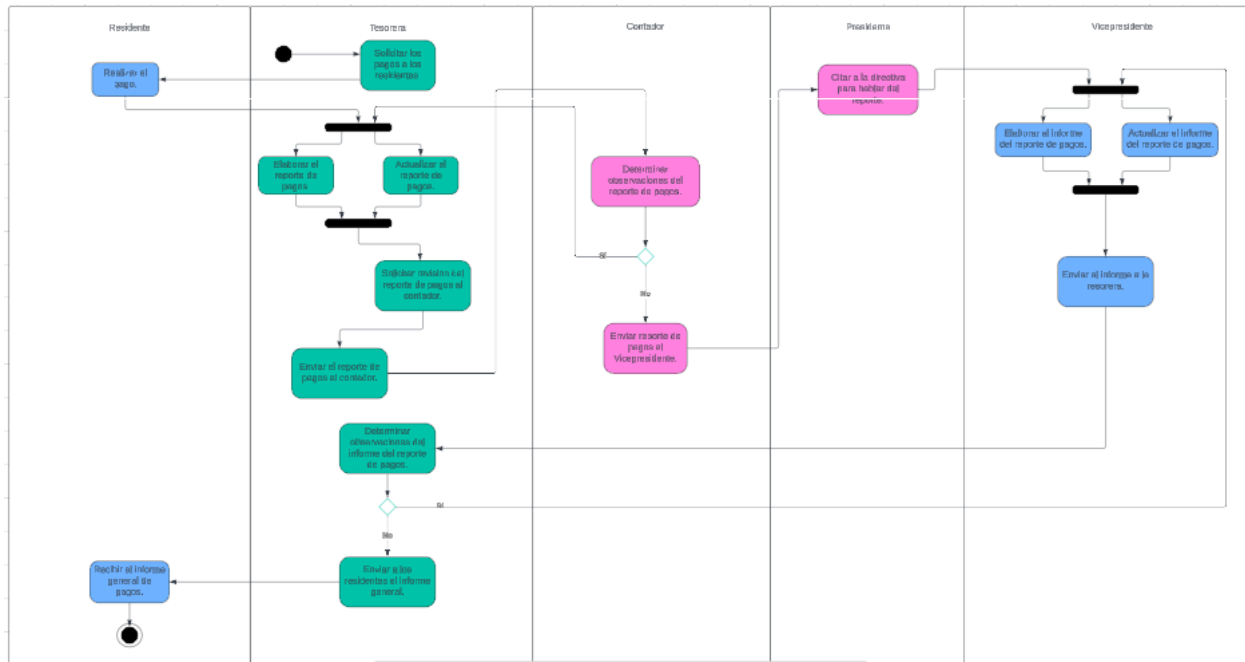 Residente
Tesorera
Contador
Presidente
Vicepresidente
Solicitar los
pagos a los
residentes
Realizar el
pago.
Citar a la directiva
para hablar del
reporte.
Elaborar el
reporte de
pagos
Actualizar el
reporte de
pagos.
Determinar
observaciones del
reporte de pagos.
Elaborar el informe
del reporte de pagos.
Actualizar el informe
del reporte de pagos.
Si
No
Solicitar revisión del
reporte de pagos al
contador.
Enviar el informe a la
tesorera.
Enviar reporte de
pagos al
Vicepresidente.
Enviar el reporte de
pagos al contador.
Determinar
observaciones del
informe del reporte
de pagos.
Si
No
Enviar a los
residentes el informe
general.
Recibir el informe
general de
pagos.